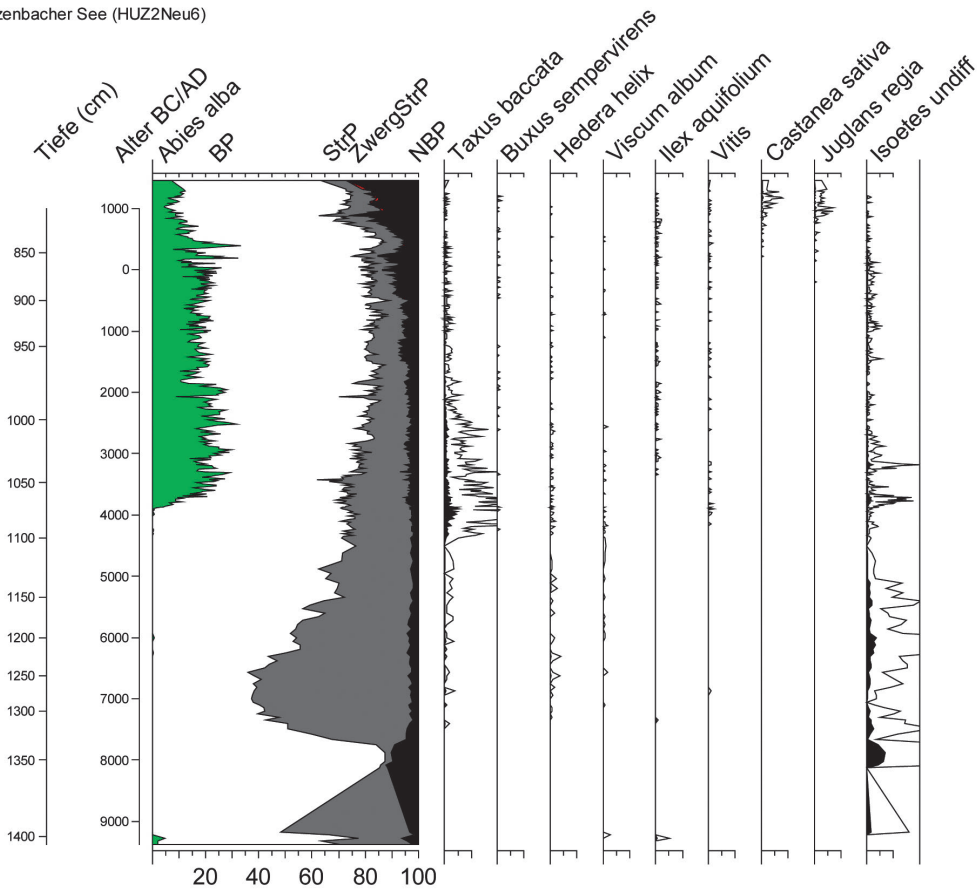 zenbacher See (HUZ2Neu6)
Tiefe (cm)
Alter BC/AD
Abies alba
BP
StrP
ZwergStrP
NBP
Taxus baccata
Buxus sempervirens
Hedera helix
Viscum album
Ilex aquifolium
Vitis
Castanea sativa
Juglans regia
Isoetes undiff
850
900
950
1000
1050
1100
1150
1200
1250
1300
1350
1400
1000
0
1000
2000
3000
4000
5000
6000
7000
8000
9000
20 40 60 80 100